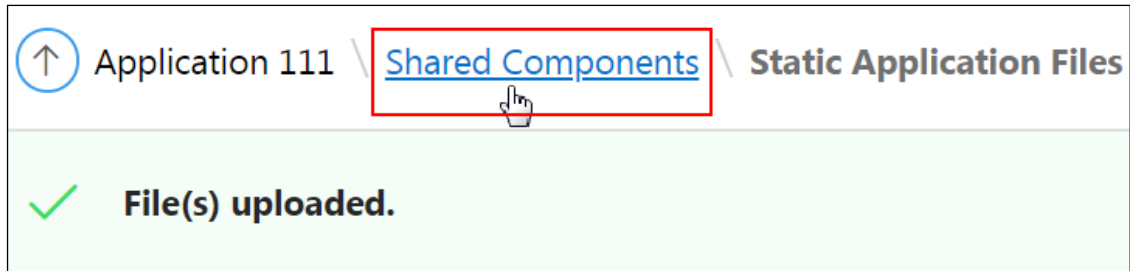 Application 111 \ Shared Components \ Static Application Files
File(s) uploaded.